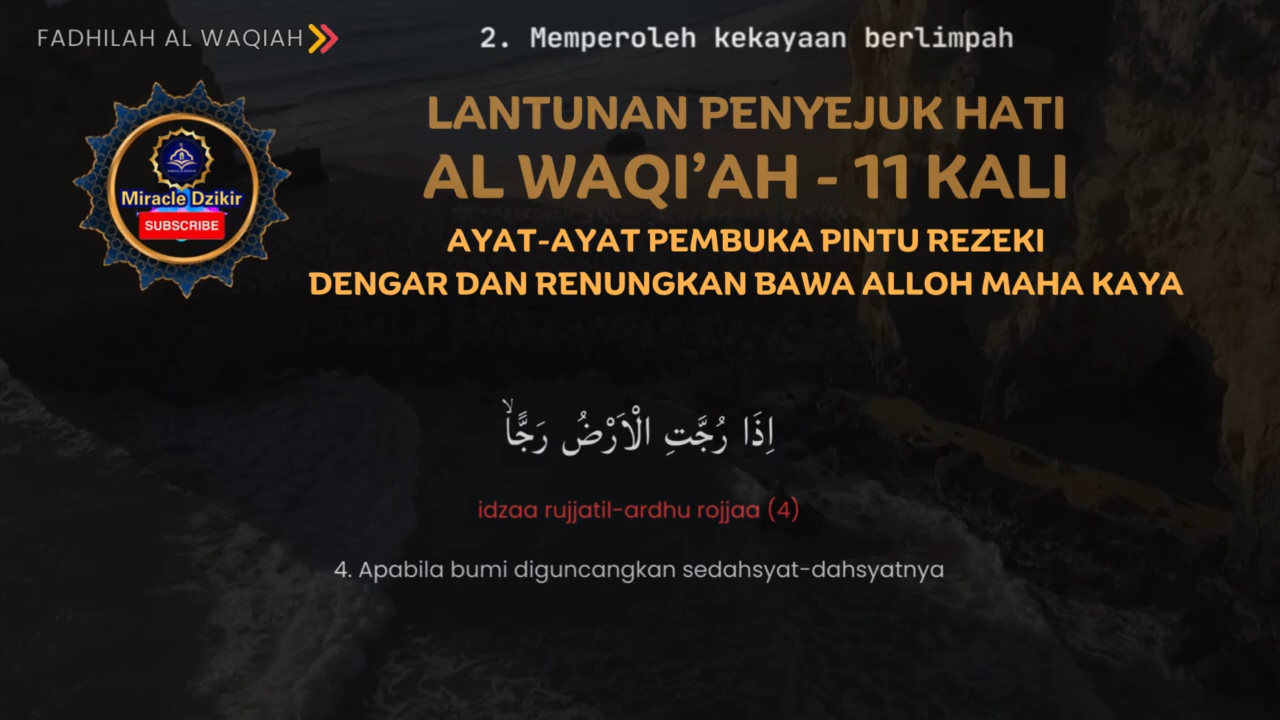 FADHILAH AL WAQIAH
2. Memperoleh kekayaan berlimpah
LANTUNAN PENYEJUK HATI
AL WAQI’AH - 11 KALI
AYAT-AYAT PEMBUKA PINTU REZEKI
DENGAR DAN RENUNGKAN BAWA ALLOH MAHA KAYA
Miracle Dzikir
SUBSCRIBE
اِذَا رُجَّتِ الْاَرْضُ رَجًّاۙ
idzaa rujjatil-ardhu rojjaa (4)
4. Apabila bumi diguncangkan sedahsyat-dahsyatnya